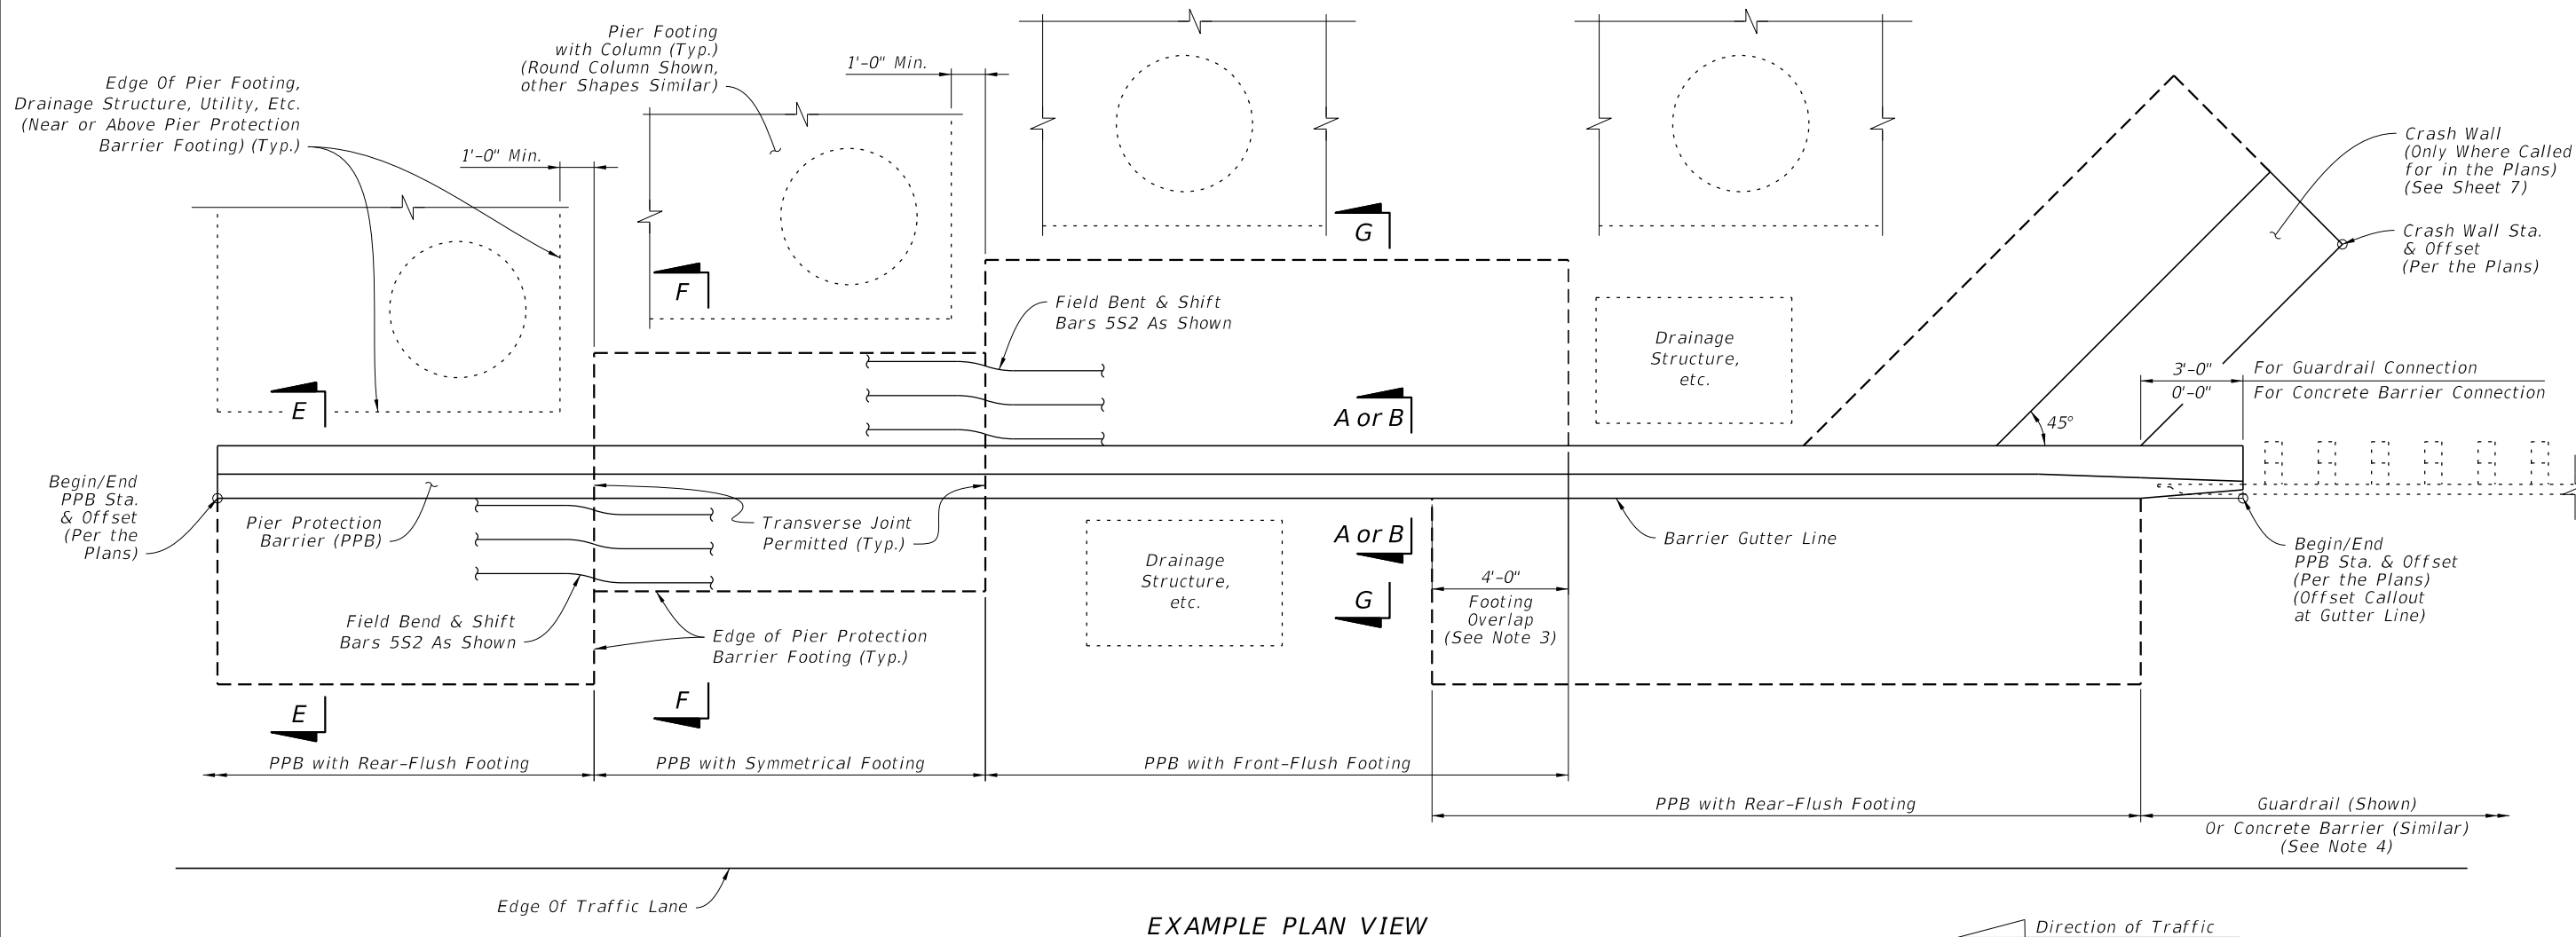 Pier Footing
with Column (Typ.)
(Round Column Shown,
other Shapes Similar)
1'-0" Min.
Edge Of Pier Footing,
Drainage Structure, Utility, Etc.
(Near or Above Pier Protection
Barrier Footing) (Typ.)
1'-0" Min.
Crash Wall
(Only Where Called
for in the Plans)
(See Sheet 7)
Crash Wall Sta.
& Offset
(Per the Plans)
G
F
Field Bent & Shift
Bars 5S2 As Shown
Drainage
Structure,
etc.
E
A or B
3'-0"
For Guardrail Connection
0'-0"
For Concrete Barrier Connection
45°
Begin/End
PPB Sta.
& Offset
(Per the
Plans)
Pier Protection
Barrier (PPB)
Transverse Joint
Permitted (Typ.)
Drainage
Structure,
etc.
A or B
Barrier Gutter Line
Begin/End
PPB Sta. & Offset
(Per the Plans)
(Offset Callout
at Gutter Line)
4'-0"
Footing
Overlap
(See Note 3)
G
Field Bend & Shift
Bars 5S2 As Shown
Edge of Pier Protection
Barrier Footing (Typ.)
E
F
PPB with Rear-Flush Footing
PPB with Symmetrical Footing
PPB with Front-Flush Footing
PPB with Rear-Flush Footing
Guardrail (Shown)
Or Concrete Barrier (Similar)
(See Note 4)
Edge Of Traffic Lane
EXAMPLE PLAN VIEW
Direction of Traffic